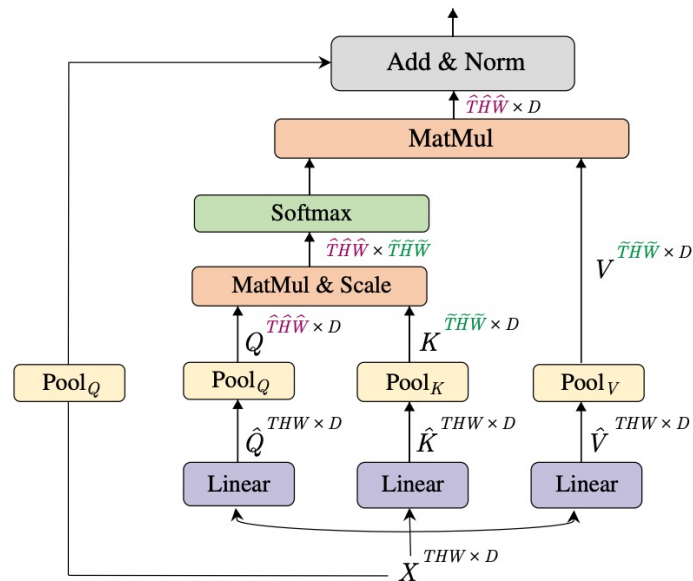 Add & Norm
T̂ĤŴ × D
MatMul
Softmax
T̂ĤŴ × T̃H̃W̃
V T̃H̃W̃ × D
MatMul & Scale
Q T̂ĤŴ × D
K T̃H̃W̃ × D
Pool_Q
Pool_Q
Pool_K
Pool_V
Q̂ THW × D
K̂ THW × D
V̂ THW × D
Linear
Linear
Linear
X THW × D